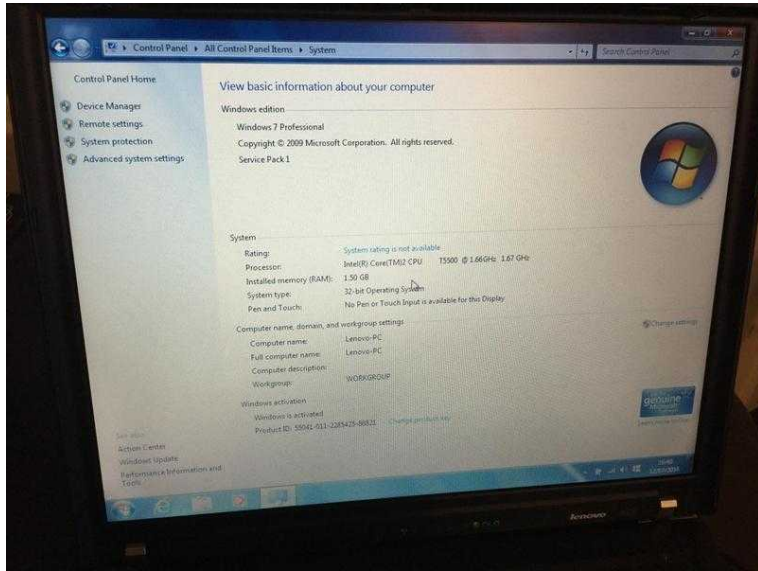 Control Panel ▸ All Control Panel Items ▸ System
Search Control Panel
Control Panel Home
Device Manager
Remote settings
System protection
Advanced system settings
View basic information about your computer
Windows edition
Windows 7 Professional
Copyright © 2009 Microsoft Corporation. All rights reserved.
Service Pack 1
System
Rating: System rating is not available
Processor: Intel(R) Core(TM)2 CPU T5500 @ 1.66GHz 1.67 GHz
Installed memory (RAM): 1.50 GB
System type: 32-bit Operating System
Pen and Touch: No Pen or Touch Input is available for this Display
Computer name, domain, and workgroup settings
Change settings
Computer name: Lenovo-PC
Full computer name: Lenovo-PC
Computer description:
Workgroup: WORKGROUP
Windows activation
Windows is activated
Product ID: Change product key
genuine
Microsoft
See also
Action Center
Windows Update
Performance Information and
Tools
lenovo